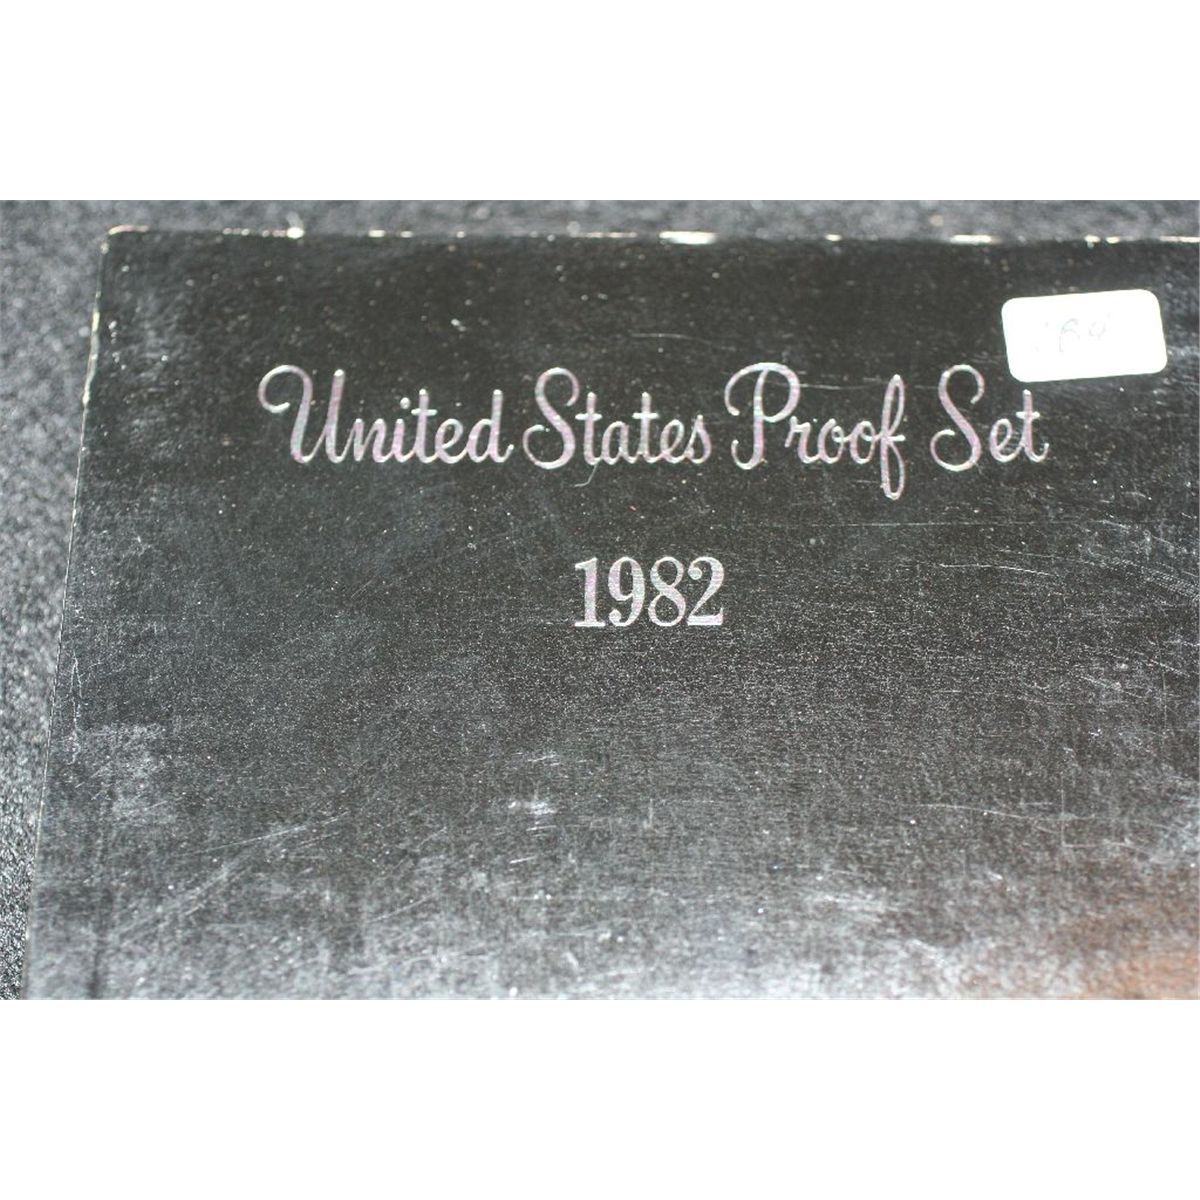 United States Proof Set
1982